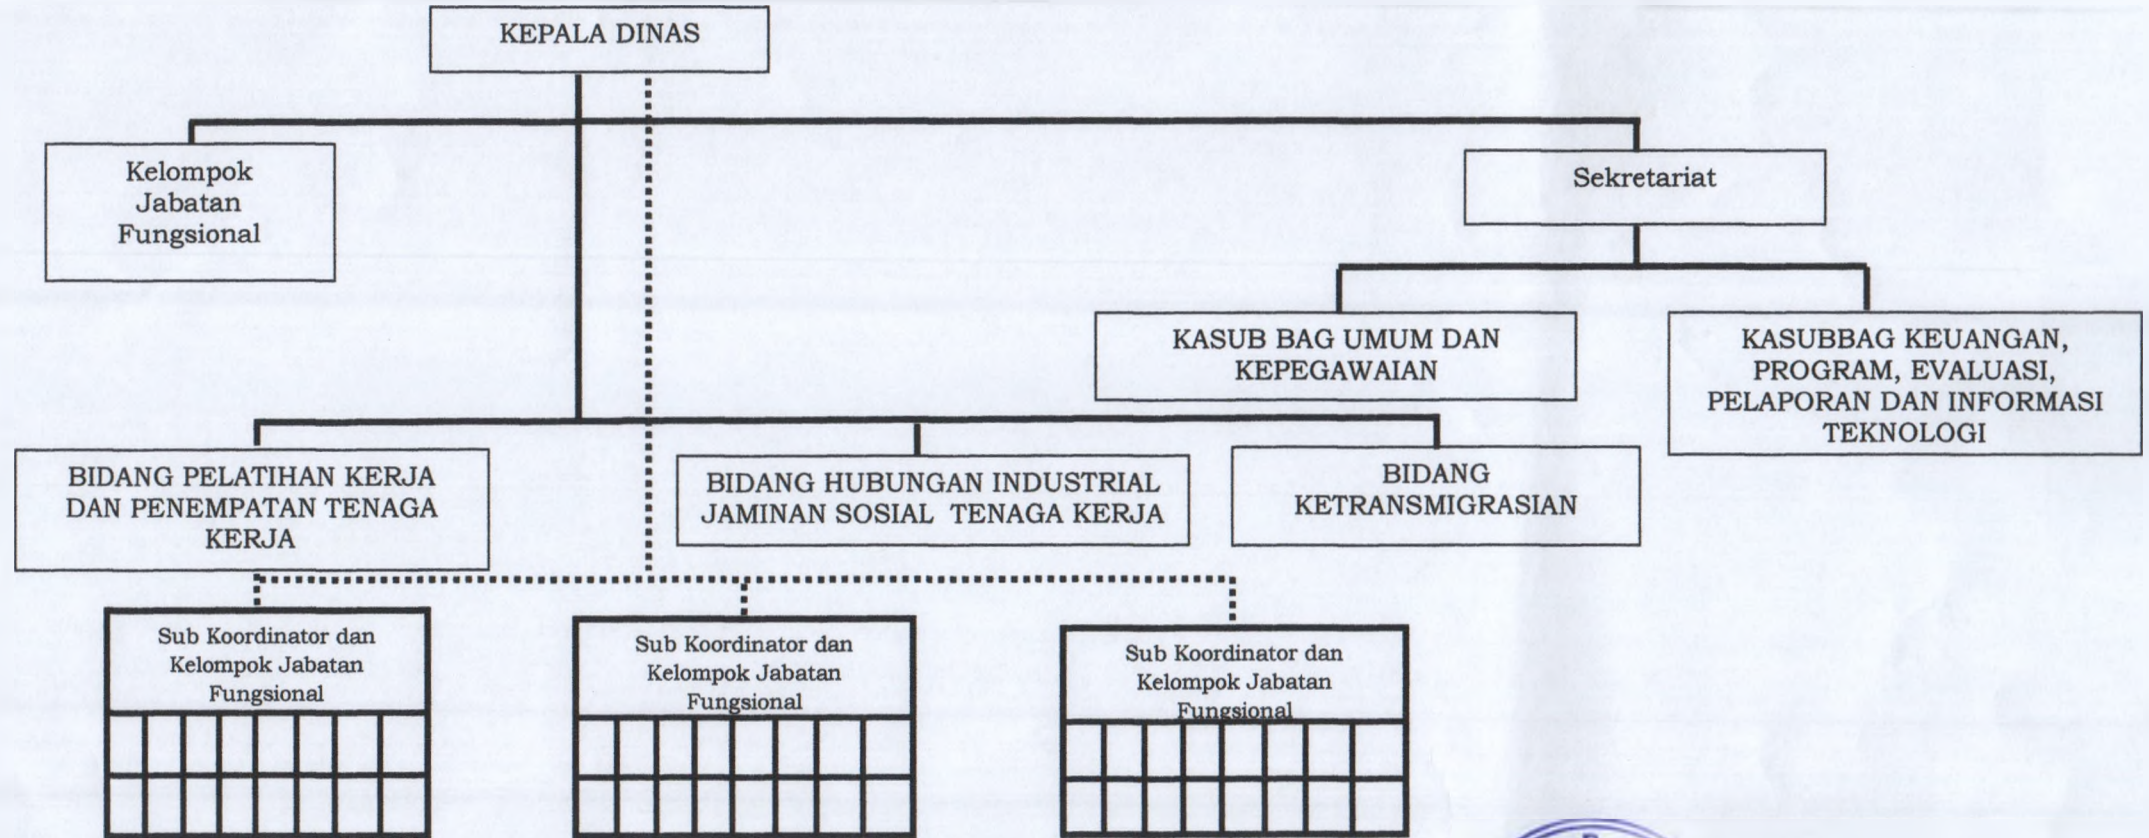 KEPALA DINAS
Kelompok
Jabatan
Fungsional
Sekretariat
KASUB BAG UMUM DAN
KEPEGAWAIAN
KASUBBAG KEUANGAN,
PROGRAM, EVALUASI,
PELAPORAN DAN INFORMASI
TEKNOLOGI
BIDANG PELATIHAN KERJA
DAN PENEMPATAN TENAGA
KERJA
BIDANG HUBUNGAN INDUSTRIAL
JAMINAN SOSIAL TENAGA KERJA
BIDANG
KETRANSMIGRASIAN
Sub Koordinator dan
Kelompok Jabatan
Fungsional
Sub Koordinator dan
Kelompok Jabatan
Fungsional
Sub Koordinator dan
Kelompok Jabatan
Fungsional